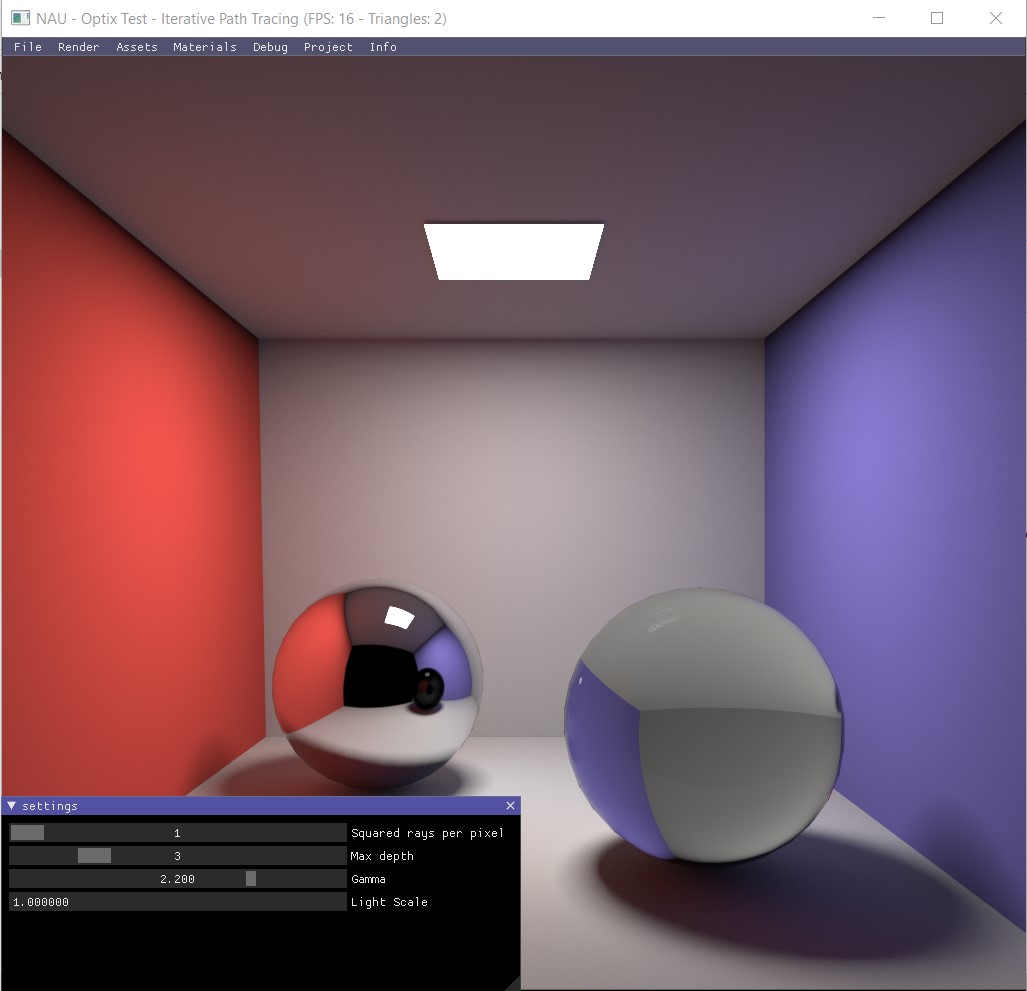 NAU - Optix Test - Iterative Path Tracing (FPS: 16 - Triangles: 2)
File Render Assets Materials Debug Project Info
settings
1 Squared rays per pixel
3 Max depth
2.200 Gamma
1.000000 Light Scale